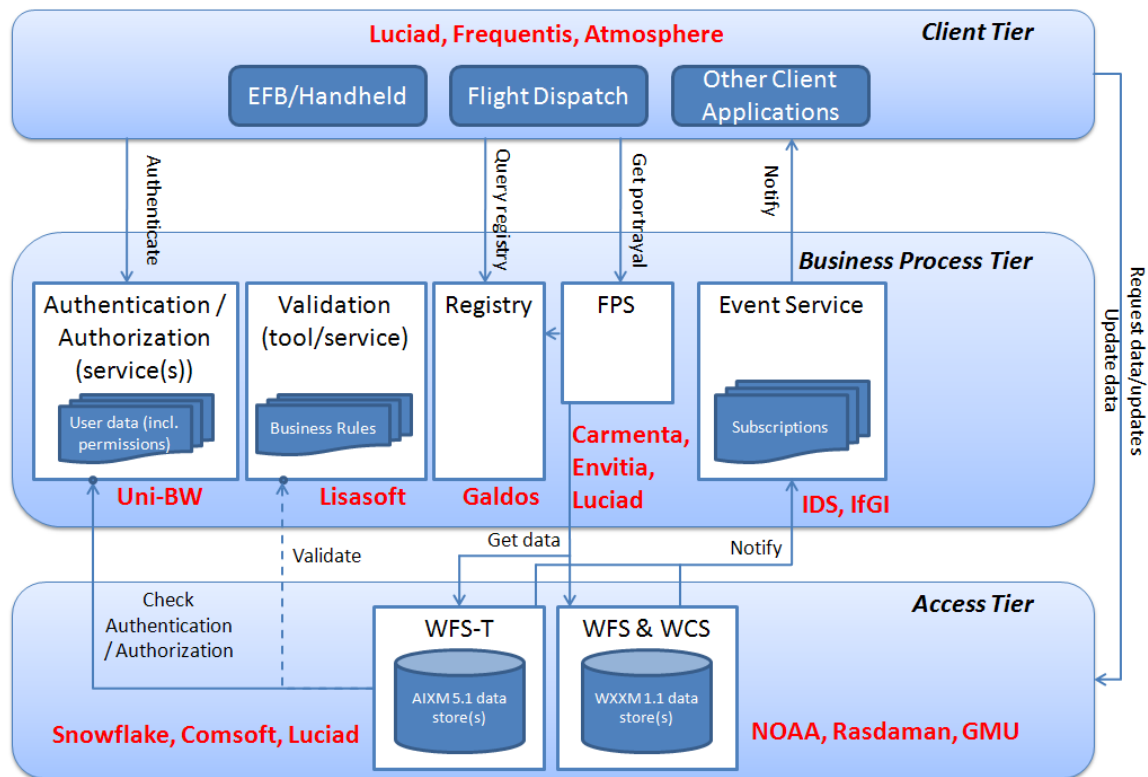 Luciad, Frequentis, Atmosphere
Client Tier
EFB/Handheld
Flight Dispatch
Other Client
Applications
Authenticate
Query registry
Get portrayal
Notify
Request data/updates
Update data
Business Process Tier
Authentication /
Authorization
(service(s))
User data (incl.
permissions)
Uni-BW
Validation
(tool/service)
Business Rules
Lisasoft
Registry
Galdos
FPS
Carmenta,
Envitia,
Luciad
Event Service
Subscriptions
IDS, IfGI
Get data
Notify
Validate
Check
Authentication
/ Authorization
Access Tier
WFS-T
AIXM 5.1 data
store(s)
WFS & WCS
WXXM 1.1 data
store(s)
Snowflake, Comsoft, Luciad
NOAA, Rasdaman, GMU